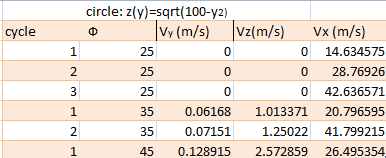 circle: z(y)=sqrt(100-y2)
cycle Φ Vy (m/s) Vz(m/s) Vx (m/s)
1 25 0 0 14.634575
2 25 0 0 28.76926
3 25 0 0 42.636571
1 35 0.06168 1.013371 20.796595
2 35 0.07151 1.25022 41.799215
1 45 0.128915 2.572859 26.495354